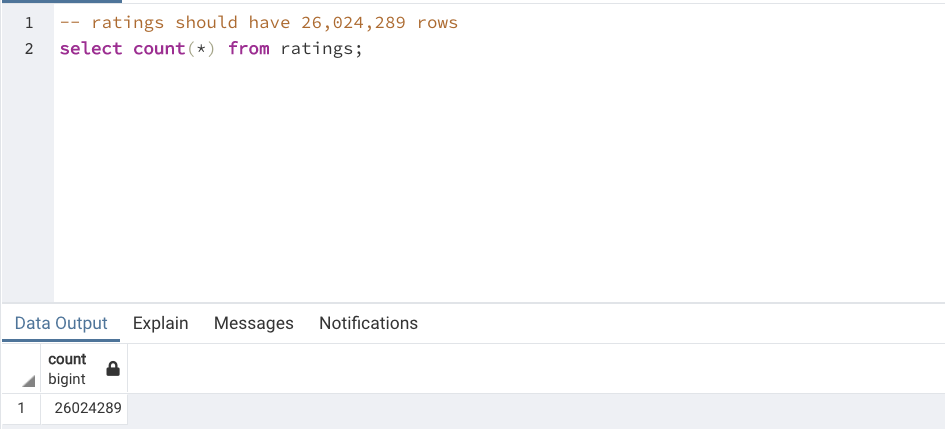 1 -- ratings should have 26,024,289 rows
2 select count(*) from ratings;
Data Output Explain Messages Notifications
count
bigint
1 26024289